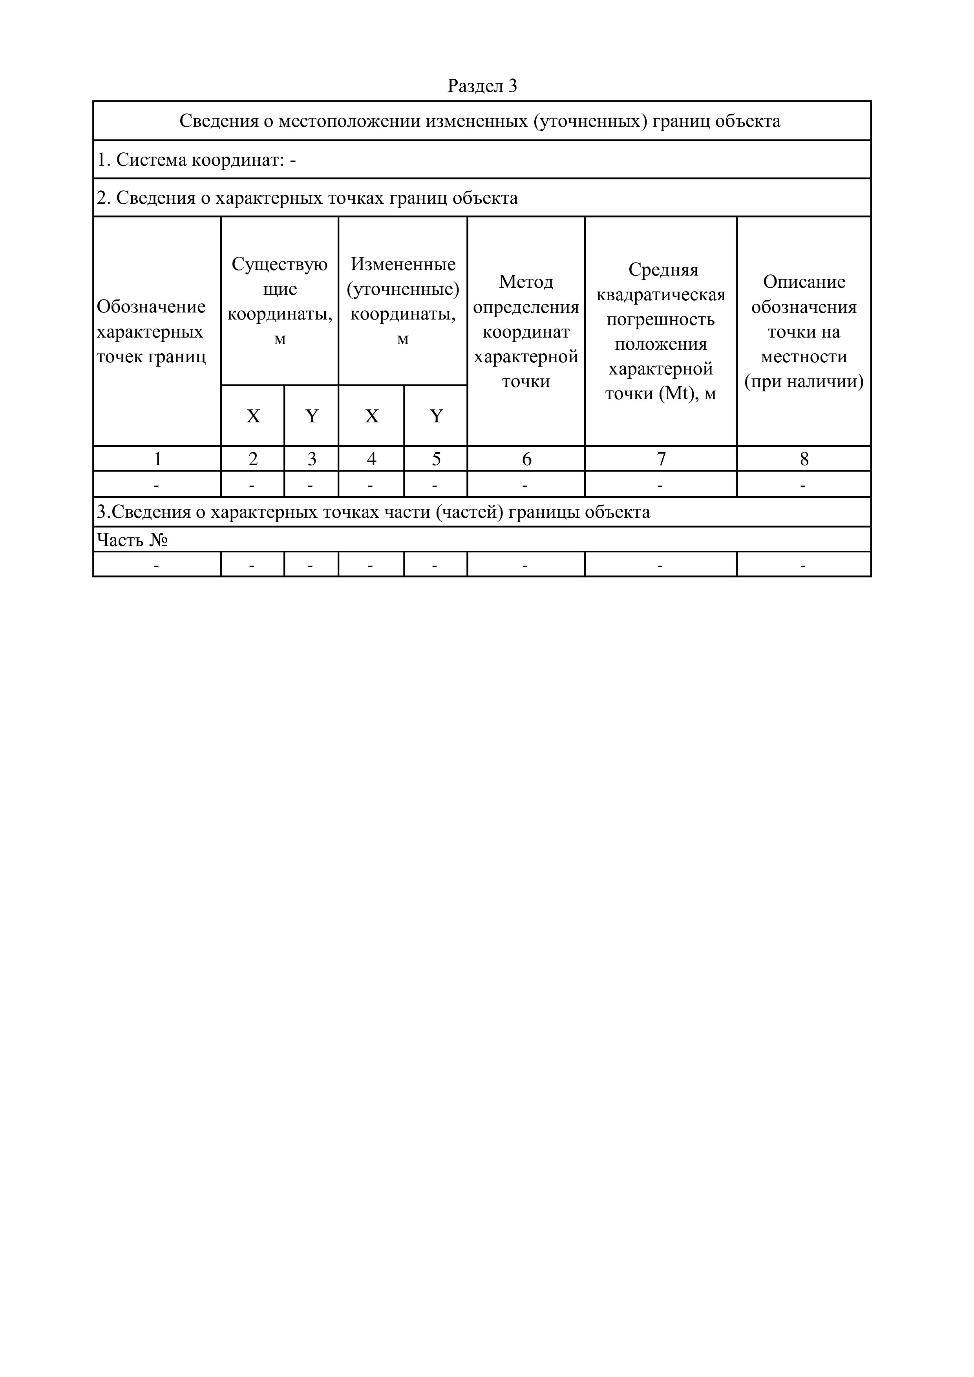 Раздел 3
Сведения о местоположении измененных (уточненных) границ объекта
1. Система координат: -
2. Сведения о характерных точках границ объекта
Обозначение
характерных
точек границ
Существую
щие
координаты,
м
Измененные
(уточненные)
координаты,
м
Метод
определения
координат
характерной
точки
Средняя
квадратическая
погрешность
положения
характерной
точки (Mt), м
Описание
обозначения
точки на
местности
(при наличии)
X Y X Y
1 2 3 4 5 6 7 8
- - - - - - - -
3.Сведения о характерных точках части (частей) границы объекта
Часть №
- - - - - - - -